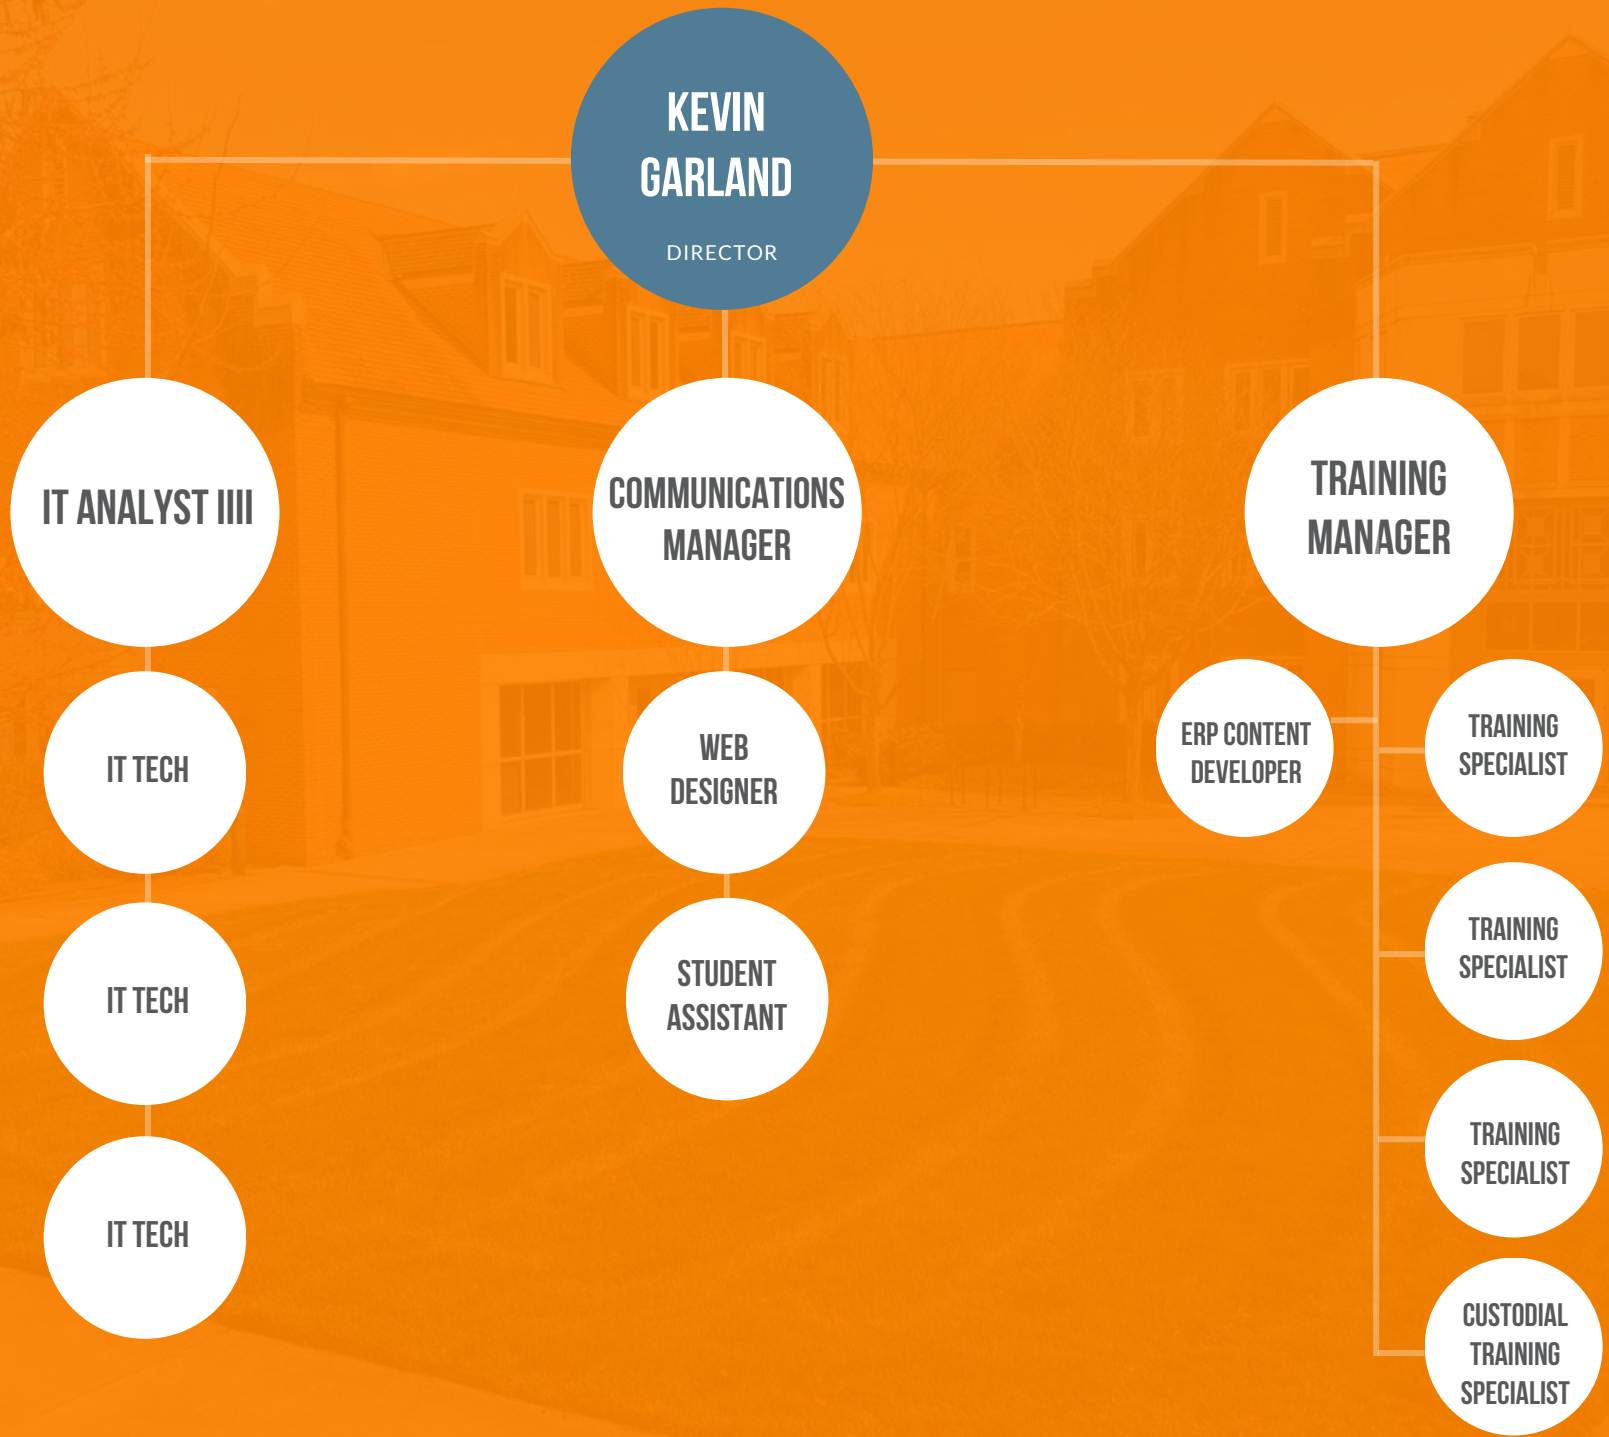 KEVIN
GARLAND
DIRECTOR
IT ANALYST IIII
COMMUNICATIONS
MANAGER
TRAINING
MANAGER
IT TECH
IT TECH
IT TECH
WEB
DESIGNER
STUDENT
ASSISTANT
ERP CONTENT
DEVELOPER
TRAINING
SPECIALIST
TRAINING
SPECIALIST
TRAINING
SPECIALIST
CUSTODIAL
TRAINING
SPECIALIST